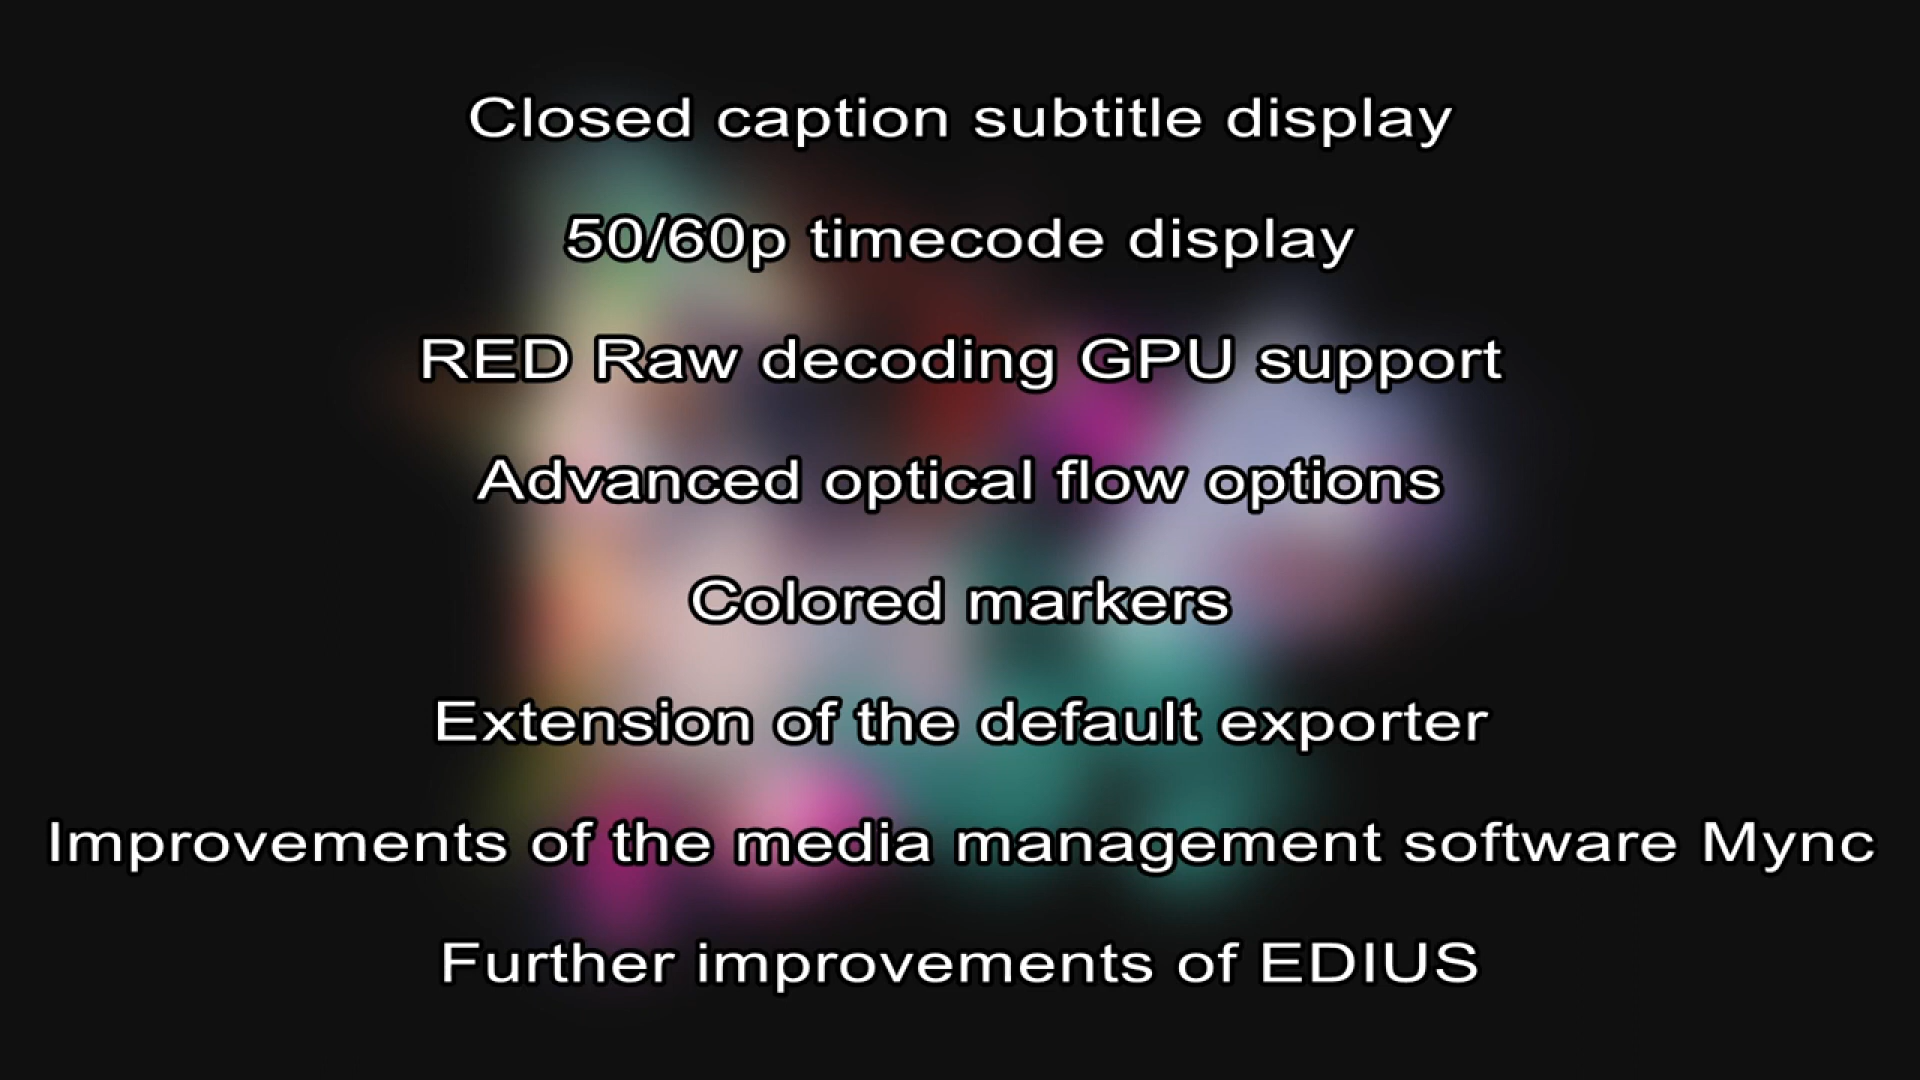 Closed caption subtitle display
50/60p timecode display
RED Raw decoding GPU support
Advanced optical flow options
Colored markers
Extension of the default exporter
Improvements of the media management software Mync
Further improvements of EDIUS